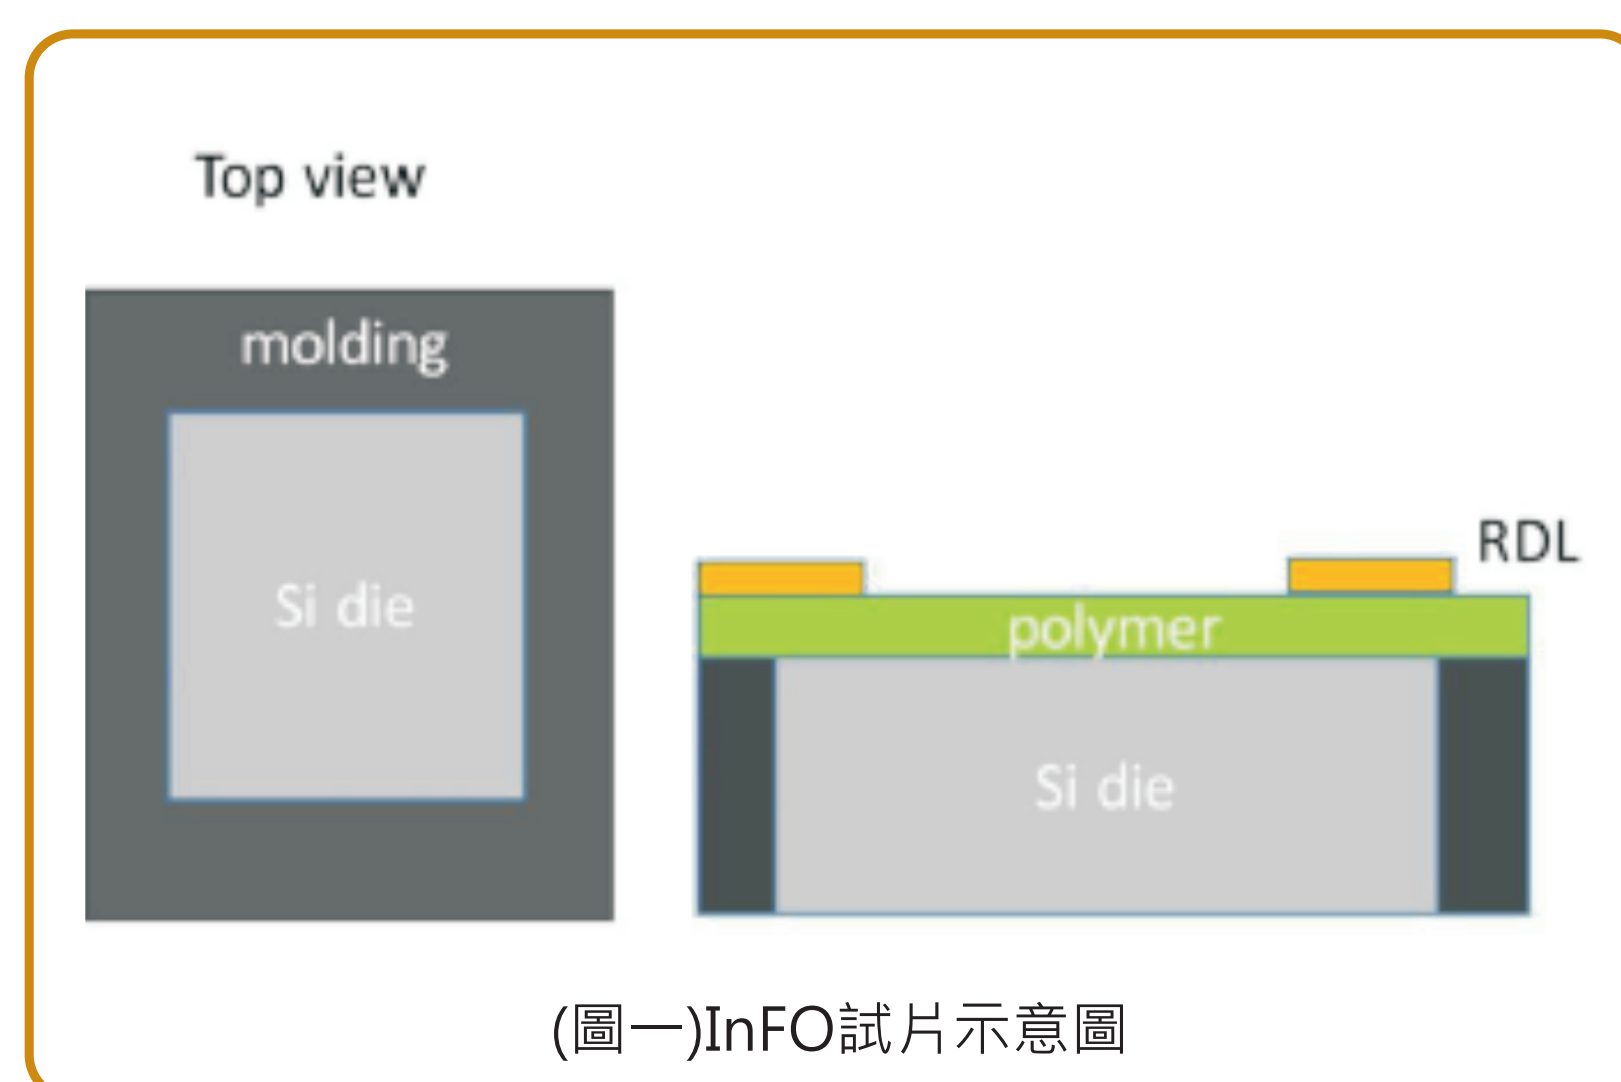 Top view
molding
Si die
RDL
polymer
Si die
(圖一)InFO試片示意圖